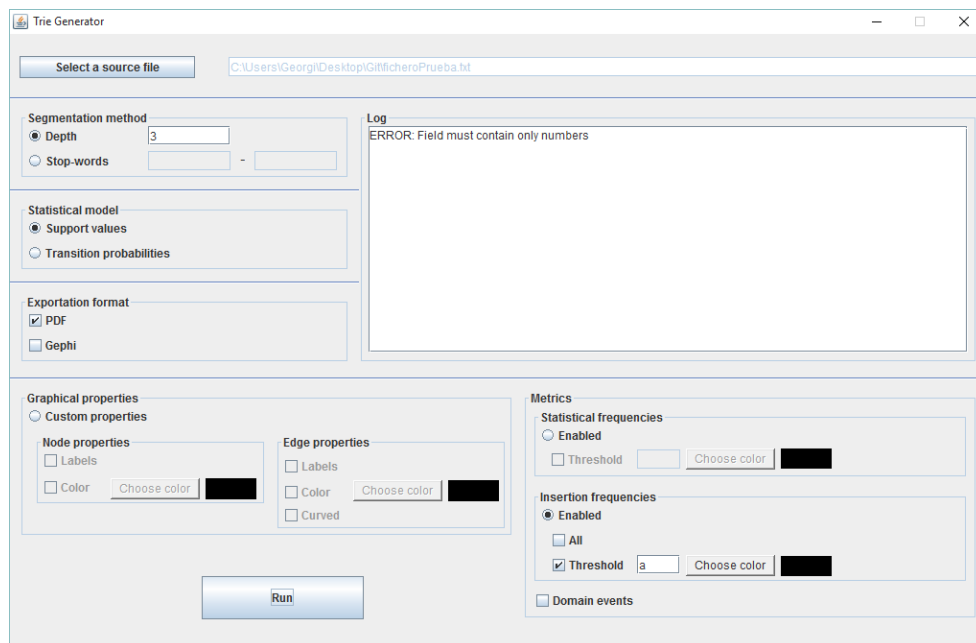 Trie Generator
Select a source file
C:\Users\Georgi\Desktop\Gif\ficheroPrueba.txt
Segmentation method
Depth 3
Stop-words -
Statistical model
Support values
Transition probabilities
Exportation format
PDF
Gephi
Log
ERROR: Field must contain only numbers
Graphical properties
Custom properties
Node properties
Labels
Color Choose color
Edge properties
Labels
Color Choose color
Curved
Run
Metrics
Statistical frequencies
Enabled
Threshold Choose color
Insertion frequencies
Enabled
All
Threshold a Choose color
Domain events